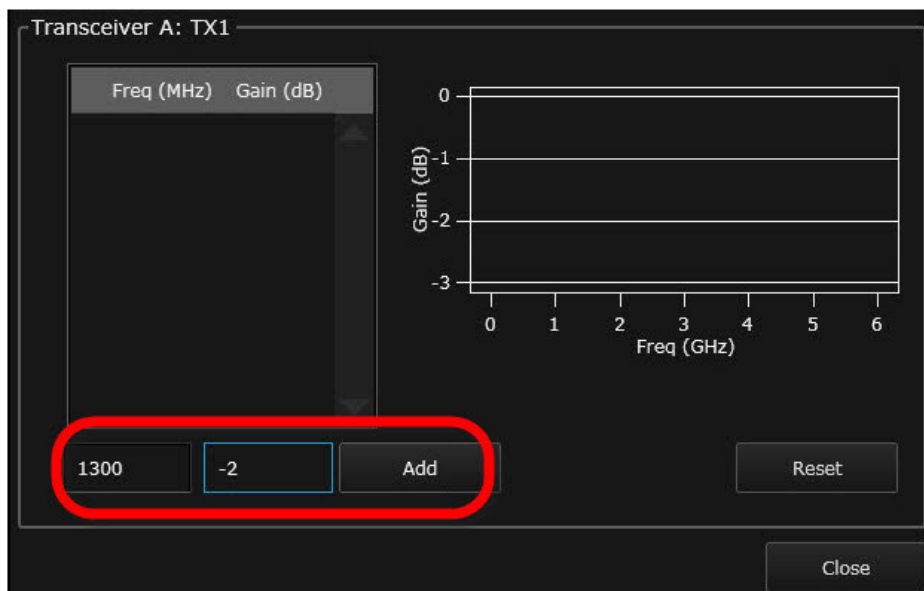 Transceiver A: TX1
Freq (MHz) Gain (dB)
0
-1
-2
-3
Gain (dB)
0 1 2 3 4 5 6
Freq (GHz)
1300 -2 Add Reset
Close